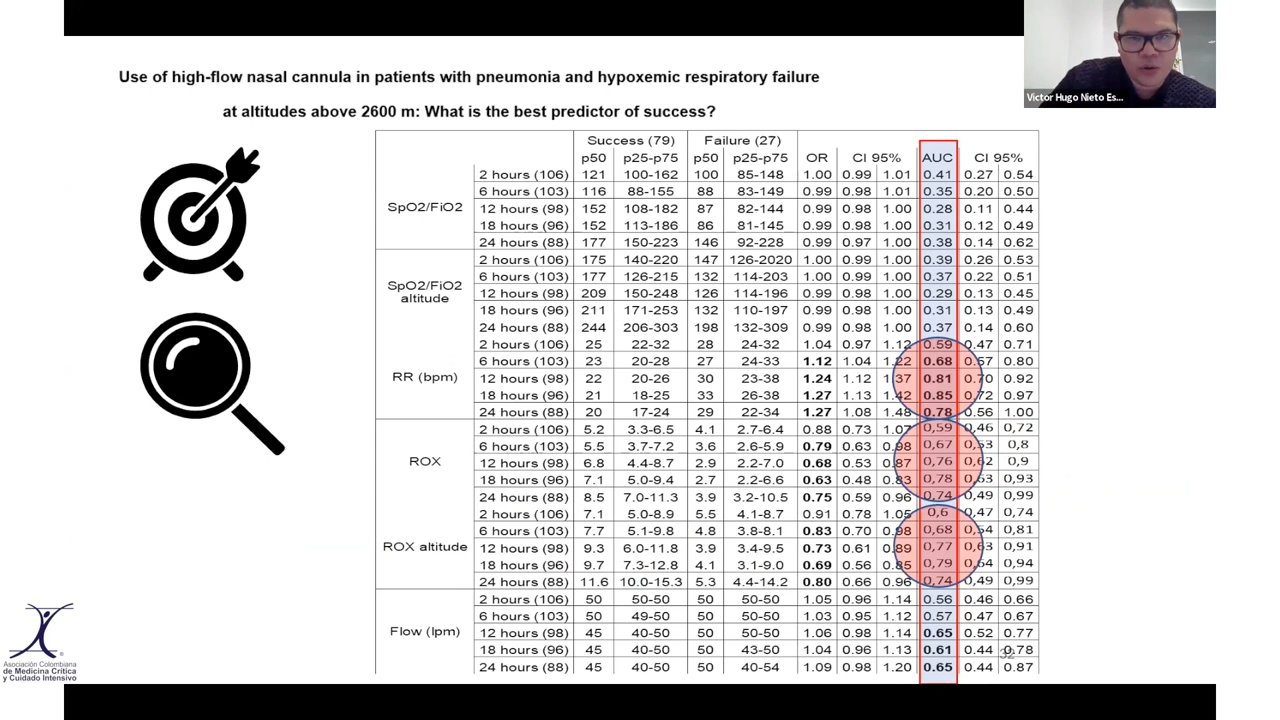 Victor Hugo Nieto Es...
Use of high-flow nasal cannula in patients with pneumonia and hypoxemic respiratory failure
at altitudes above 2600 m: What is the best predictor of success?
Success (79) Failure (27)
p50 p25-p75 p50 p25-p75 OR CI 95% AUC CI 95%
SpO2/FiO2
2 hours (106) 121 100-162 100 85-148 1.00 0.99 1.01 0.41 0.27 0.54
6 hours (103) 116 88-155 88 83-149 0.99 0.98 1.01 0.35 0.20 0.50
12 hours (98) 152 108-182 87 82-144 0.99 0.98 1.00 0.28 0.11 0.44
18 hours (96) 152 113-186 86 81-145 0.99 0.98 1.00 0.31 0.12 0.49
24 hours (88) 177 150-223 146 92-228 0.99 0.97 1.00 0.38 0.14 0.62
SpO2/FiO2
altitude
2 hours (106) 175 140-220 147 126-2020 1.00 0.99 1.00 0.39 0.26 0.53
6 hours (103) 177 126-215 132 114-203 1.00 0.99 1.00 0.37 0.22 0.51
12 hours (98) 209 150-248 126 114-196 0.99 0.98 1.00 0.29 0.13 0.45
18 hours (96) 211 171-253 132 110-197 0.99 0.98 1.00 0.31 0.13 0.49
24 hours (88) 244 206-303 198 132-309 0.99 0.98 1.00 0.37 0.14 0.60
RR (bpm)
2 hours (106) 25 22-32 28 24-32 1.04 0.97 1.12 0.59 0.47 0.71
6 hours (103) 23 20-28 27 24-33 1.12 1.04 1.22 0.68 0.57 0.80
12 hours (98) 22 20-26 30 23-38 1.24 1.12 1.37 0.81 0.70 0.92
18 hours (96) 21 18-25 33 26-38 1.27 1.13 1.42 0.85 0.72 0.97
24 hours (88) 20 17-24 29 22-34 1.27 1.08 1.48 0.78 0.56 1.00
ROX
2 hours (106) 5.2 3.3-6.5 4.1 2.7-6.4 0.88 0.73 1.07 0,59 0,46 0,72
6 hours (103) 5.5 3.7-7.2 3.6 2.6-5.9 0.79 0.63 0.98 0,67 0,53 0,8
12 hours (98) 6.8 4.4-8.7 2.9 2.2-7.0 0.68 0.53 0.87 0,76 0,62 0,9
18 hours (96) 7.1 5.0-9.4 2.7 2.2-6.6 0.63 0.48 0.83 0,78 0,63 0,93
24 hours (88) 8.5 7.0-11.3 3.9 3.2-10.5 0.75 0.59 0.96 0,74 0,49 0,99
ROX altitude
2 hours (106) 7.1 5.0-8.9 5.5 4.1-8.7 0.91 0.78 1.05 0,6 0,47 0,74
6 hours (103) 7.7 5.1-9.8 4.8 3.8-8.1 0.83 0.70 0.98 0,68 0,54 0,81
12 hours (98) 9.3 6.0-11.8 3.9 3.4-9.5 0.73 0.61 0.89 0,77 0,63 0,91
18 hours (96) 9.7 7.3-12.8 4.1 3.1-9.0 0.69 0.56 0.85 0,79 0,64 0,94
24 hours (88) 11.6 10.0-15.3 5.3 4.4-14.2 0.80 0.66 0.96 0,74 0,49 0,99
Flow (lpm)
2 hours (106) 50 50-50 50 50-50 1.05 0.96 1.14 0.56 0.46 0.66
6 hours (103) 50 49-50 50 50-50 1.03 0.95 1.12 0.57 0.47 0.67
12 hours (98) 45 40-50 50 50-50 1.06 0.98 1.14 0.65 0.52 0.77
18 hours (96) 45 40-50 50 43-50 1.04 0.96 1.13 0.61 0.44 0.78
24 hours (88) 45 40-50 50 40-54 1.09 0.98 1.20 0.65 0.44 0.87
Asociación Colombiana
de Medicina Crítica
y Cuidado Intensivo